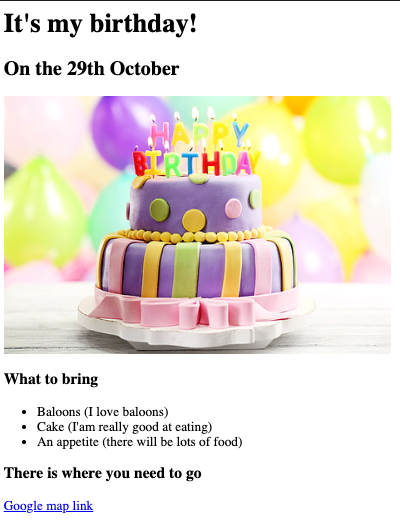 It's my birthday!
On the 29th October
HAPPY
BIRTHDAY
What to bring
Baloons (I love baloons)
Cake (I'am really good at eating)
An appetite (there will be lots of food)
There is where you need to go
Google map link